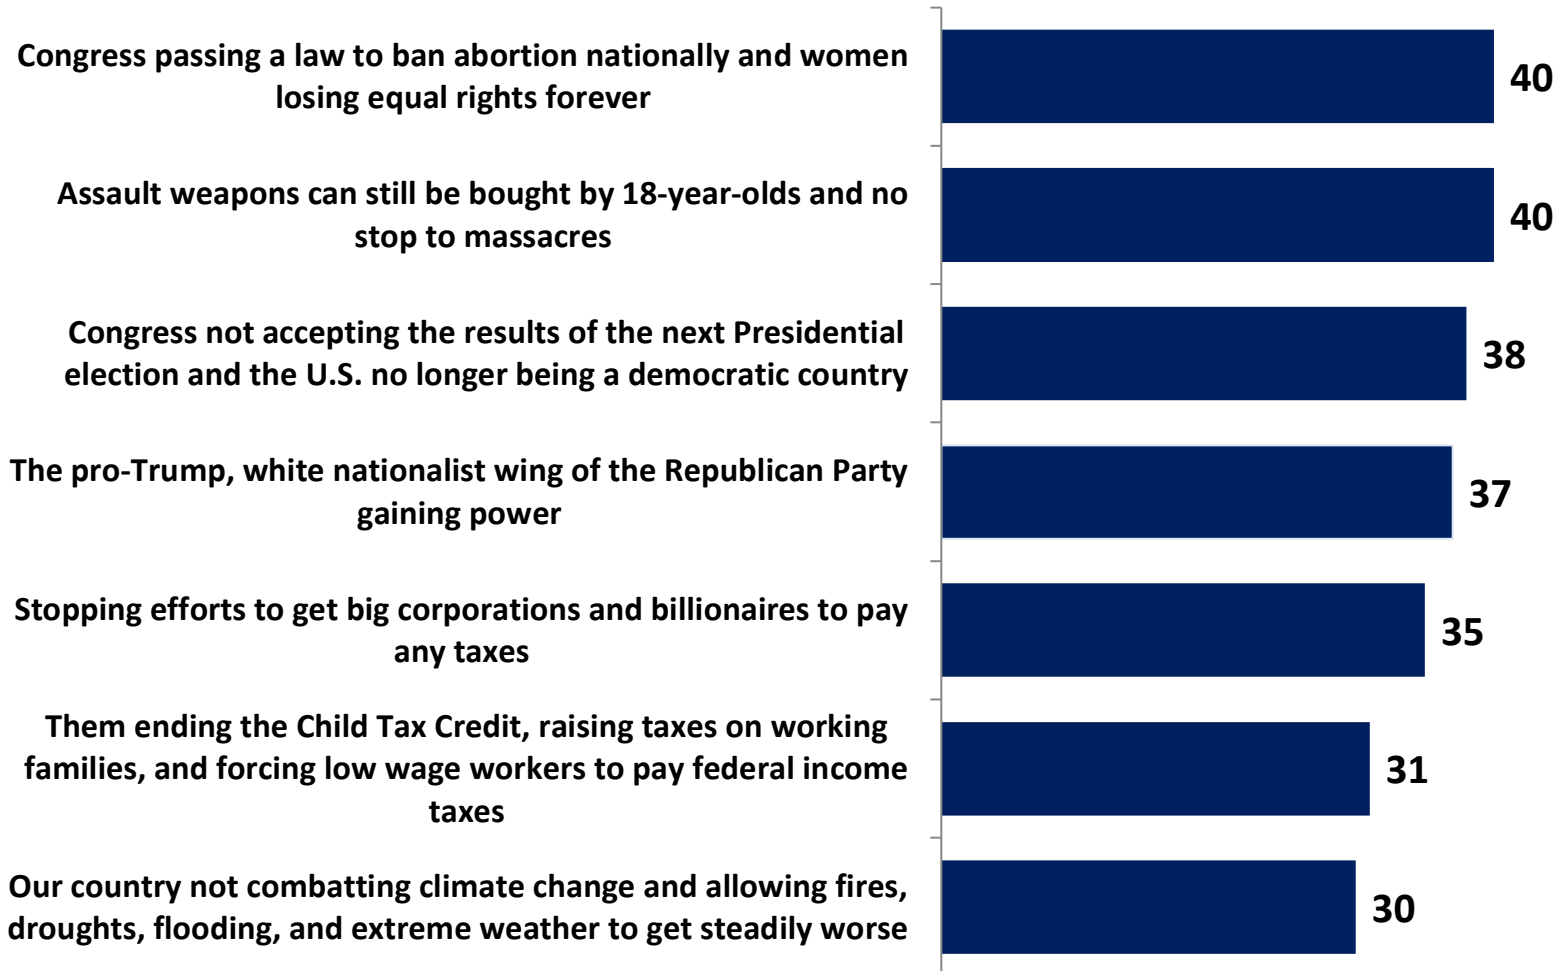 Congress passing a law to ban abortion nationally and women
losing equal rights forever
40
Assault weapons can still be bought by 18-year-olds and no
stop to massacres
40
Congress not accepting the results of the next Presidential
election and the U.S. no longer being a democratic country
38
The pro-Trump, white nationalist wing of the Republican Party
gaining power
37
Stopping efforts to get big corporations and billionaires to pay
any taxes
35
Them ending the Child Tax Credit, raising taxes on working
families, and forcing low wage workers to pay federal income
taxes
31
Our country not combatting climate change and allowing fires,
droughts, flooding, and extreme weather to get steadily worse
30